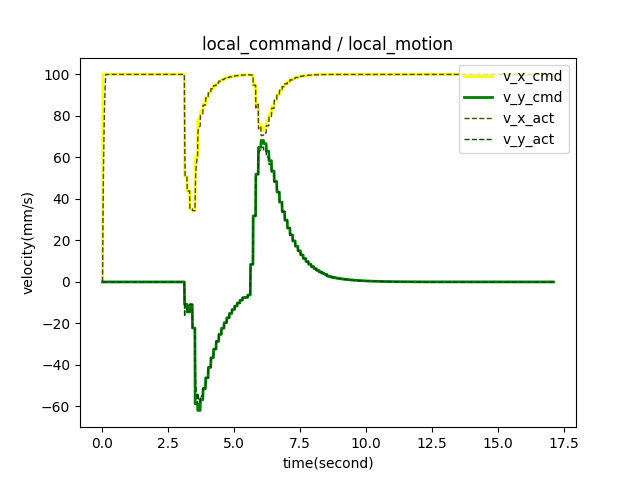 local_command / local_motion
v_x_cmd
v_y_cmd
v_x_act
v_y_act
100
80
60
40
20
0
−20
−40
−60
velocity(mm/s)
0.0 2.5 5.0 7.5 10.0 12.5 15.0 17.5
time(second)